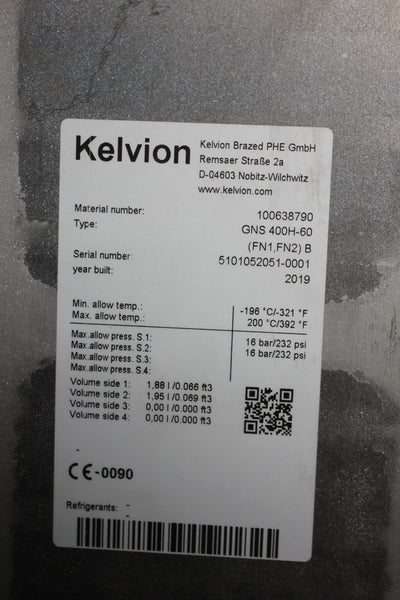 Kelvion
Kelvion Brazed PHE GmbH
Remsaer Straße 2a
D-04603 Nobitz-Wilchwitz
www.kelvion.com
Material number: 100638790
Type: GNS 400H-60
(FN1,FN2) B
Serial number: 5101052051-0001
year built: 2019
Min. allow temp.: -196 °C/-321 °F
Max. allow temp.: 200 °C/392 °F
Max.allow press. S.1: 16 bar/232 psi
Max.allow press. S.2: 16 bar/232 psi
Max.allow press. S.3:
Max.allow press. S.4:
Volume side 1: 1,88 l /0.066 ft3
Volume side 2: 1,95 l /0.069 ft3
Volume side 3: 0,00 l /0.000 ft3
Volume side 4: 0,00 l /0.000 ft3
-
CE-0090
Refrigerants: -
-